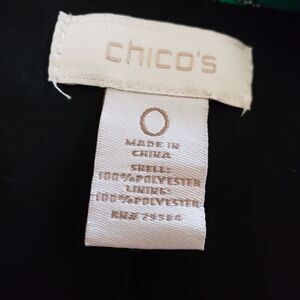 chico's
0
MADE IN
CHINA
SHELL:
100%POLYESTER
LINING:
100%POLYESTER
RN# 79584